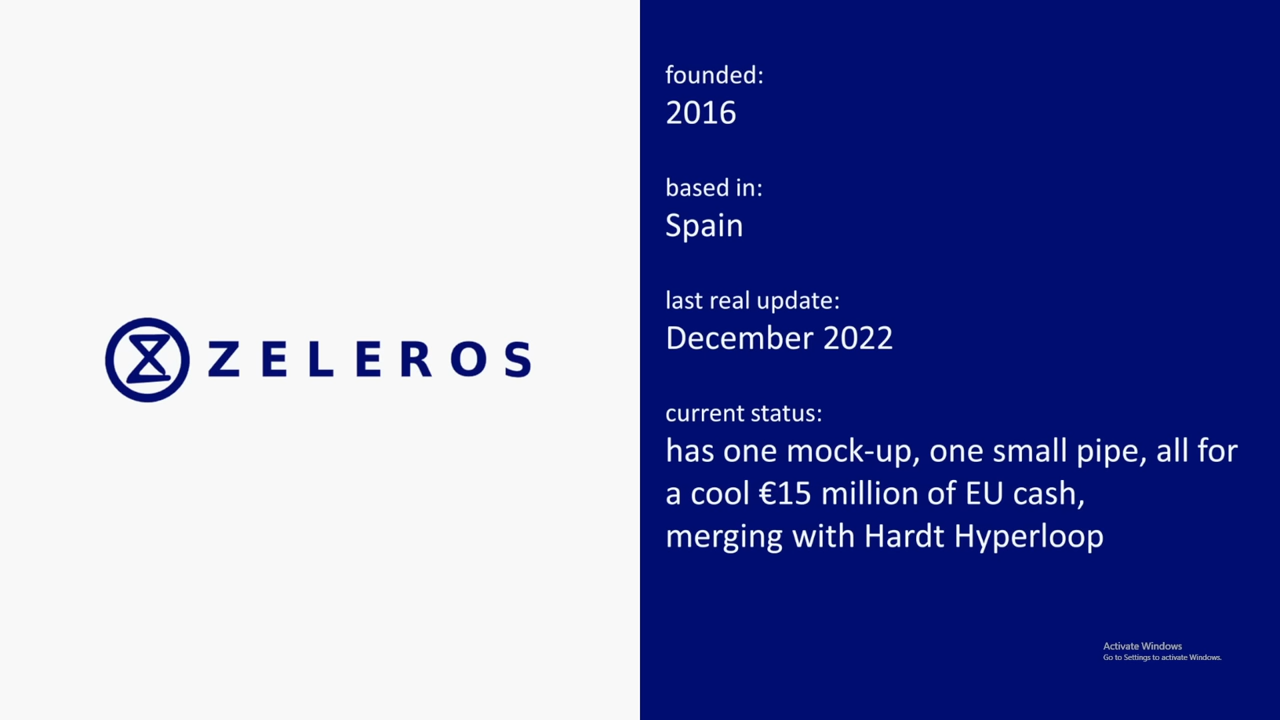 ZELEROS
founded:
2016
based in:
Spain
last real update:
December 2022
current status:
has one mock-up, one small pipe, all for
a cool €15 million of EU cash,
merging with Hardt Hyperloop
Activate Windows
Go to Settings to activate Windows.